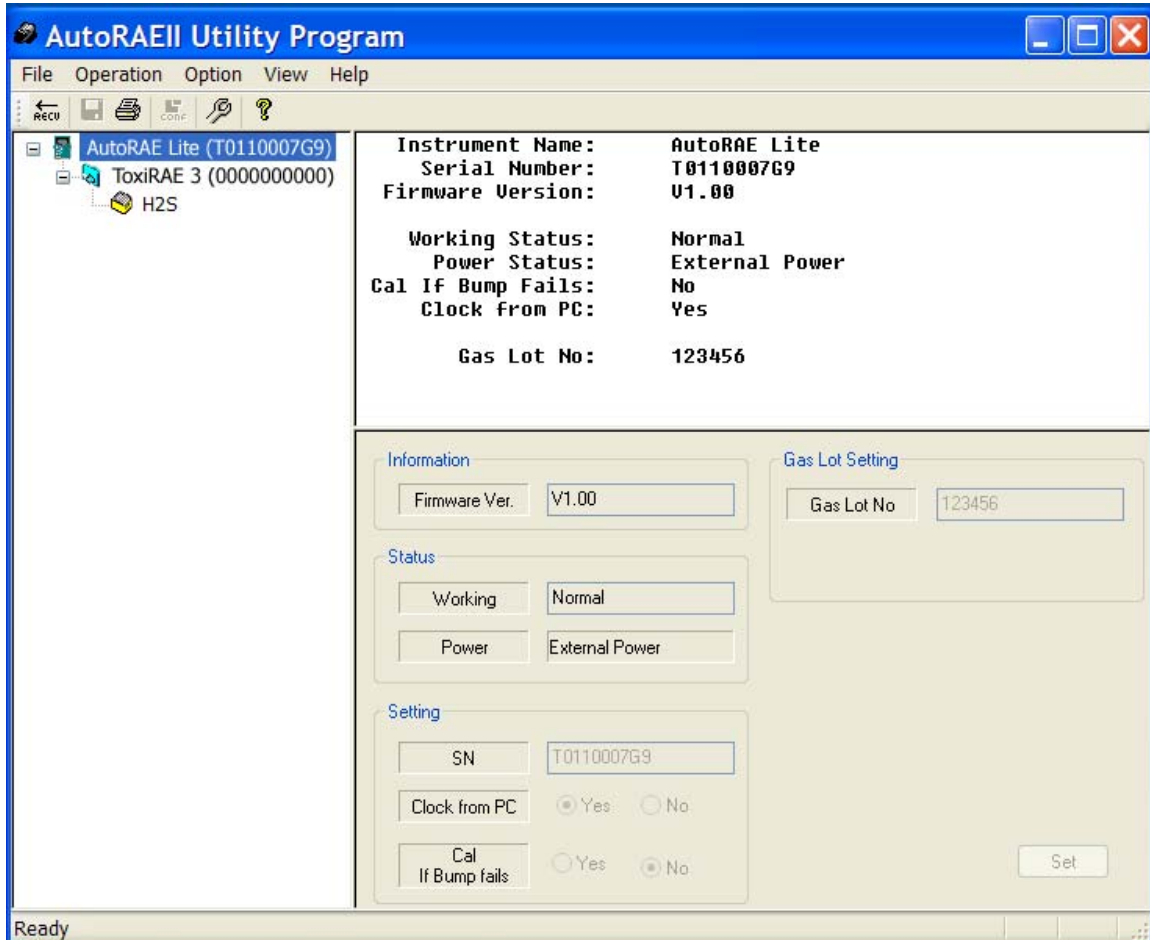 AutoRAEII Utility Program
File Operation Option View Help
RECV CONF
AutoRAE Lite (T0110007G9)
ToxiRAE 3 (0000000000)
H2S
Instrument Name: AutoRAE Lite
Serial Number: T0110007G9
Firmware Version: V1.00
Working Status: Normal
Power Status: External Power
Cal If Bump Fails: No
Clock from PC: Yes
Gas Lot No: 123456
Information
Firmware Ver. V1.00
Status
Working Normal
Power External Power
Setting
SN T0110007G9
Clock from PC Yes No
Cal
If Bump fails Yes No
Gas Lot Setting
Gas Lot No 123456
Set
Ready